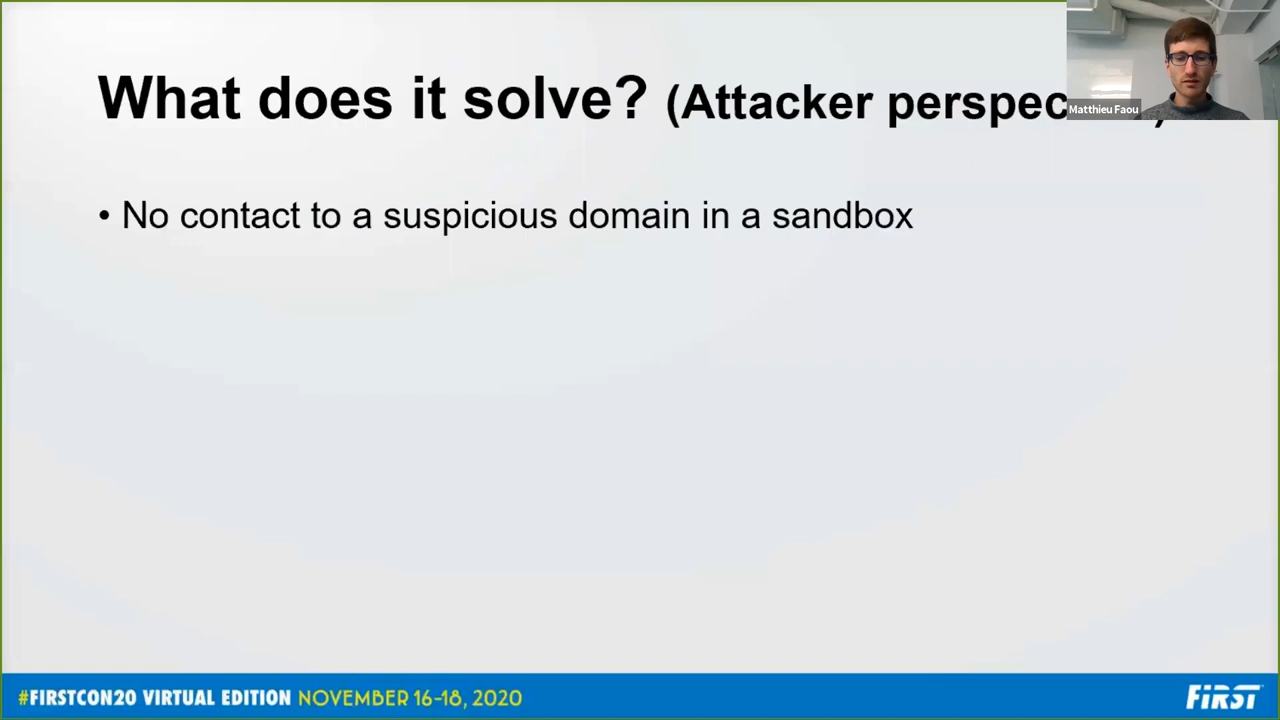 What does it solve? (Attacker perspec
Matthieu Faou
• No contact to a suspicious domain in a sandbox
#FIRSTCON20 VIRTUAL EDITION NOVEMBER 16-18, 2020
FIRST